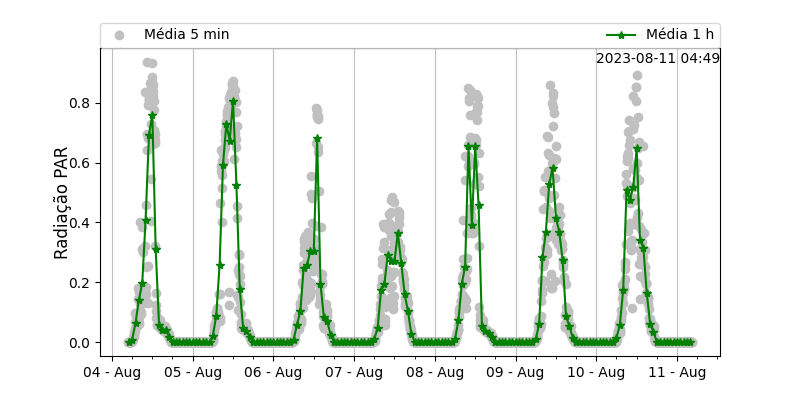 Média 5 min
Média 1 h
2023-08-11 04:49
Radiação PAR
0.8
0.6
0.4
0.2
0.0
04 - Aug
05 - Aug
06 - Aug
07 - Aug
08 - Aug
09 - Aug
10 - Aug
11 - Aug